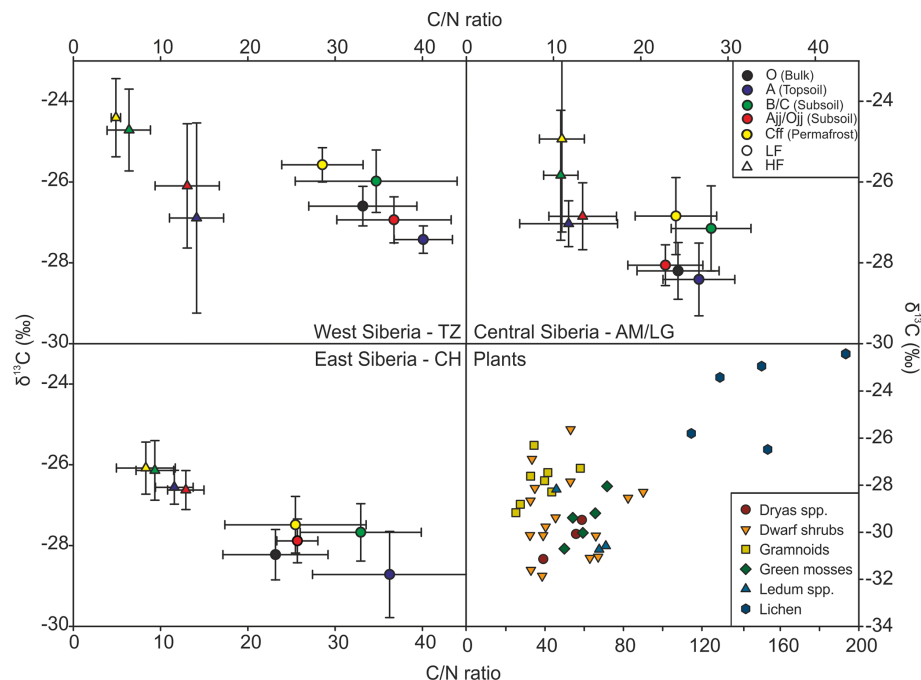 C/N ratio
0 10 20 30 40 0 10 20 30 40
-24
-26
-28
-30
δ¹³C (‰)
O (Bulk)
A (Topsoil)
B/C (Subsoil)
Ajj/Ojj (Subsoil)
Cff (Permafrost)
LF
HF
-24
-26
-28
-30
δ¹³C (‰)
West Siberia - TZ
Central Siberia - AM/LG
East Siberia - CH
Plants
-24
-26
-28
-30
-24
-26
-28
-30
-32
-34
Dryas spp.
Dwarf shrubs
Gramnoids
Green mosses
Ledum spp.
Lichen
0 10 20 30 40 40 80 120 160 200
C/N ratio
C/N ratio